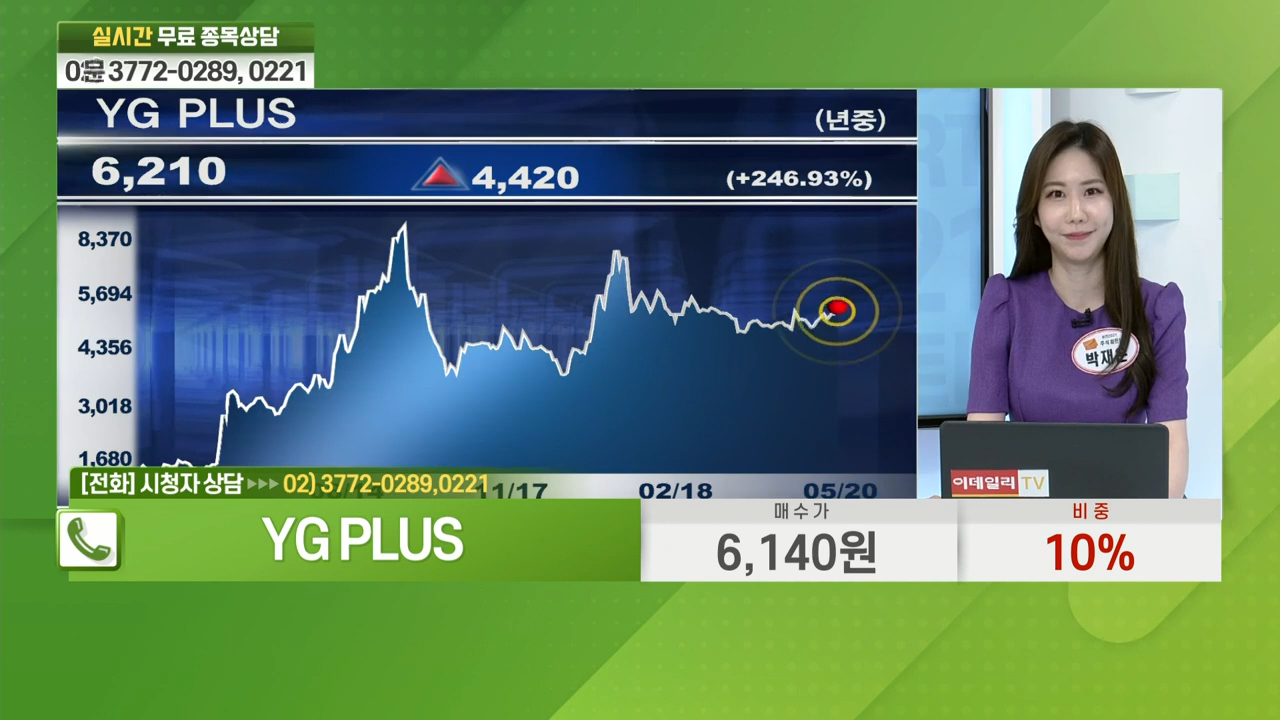 실시간 무료 종목상담
3772-0289, 0221
YG PLUS
(년중)
6,210
4,420
(+246.93%)
8,370
5,694
4,356
3,018
1,680
[전화] 시청자 상담 02) 3772-0289,0221
11/17
02/18
05/20
이데일리 TV
YG PLUS
매수가
비중
6,140원
10%